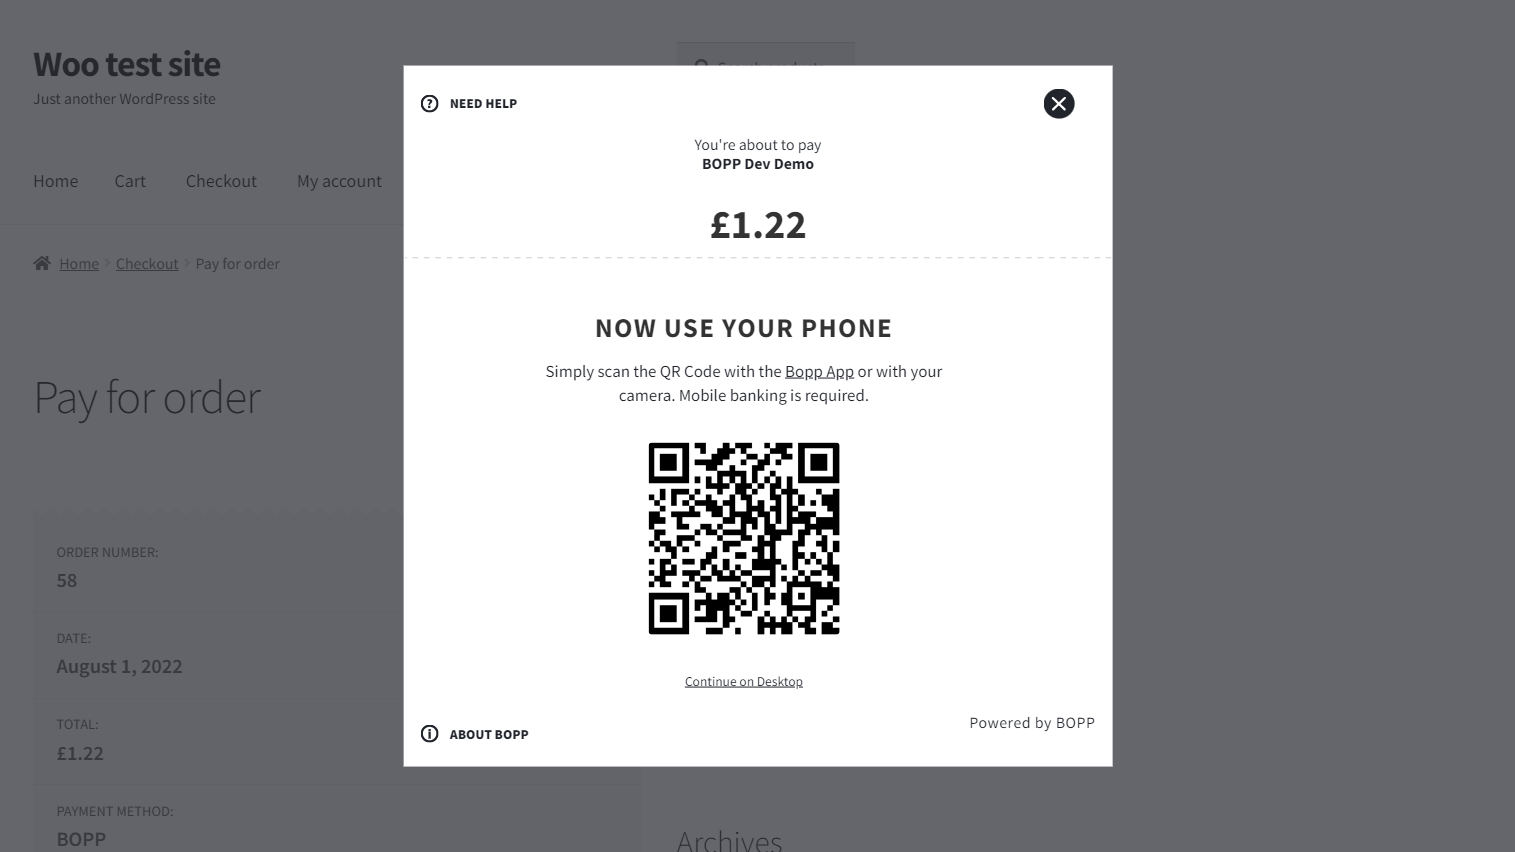 Woo test site
Just another WordPress site
Home
Cart
Checkout
My account
Home
Checkout
Pay for order
Pay for order
ORDER NUMBER:
58
DATE:
August 1, 2022
TOTAL:
£1.22
PAYMENT METHOD:
BOPP
NEED HELP
You're about to pay
BOPP Dev Demo
£1.22
NOW USE YOUR PHONE
Simply scan the QR Code with the Bopp App or with your
camera. Mobile banking is required.
Continue on Desktop
ABOUT BOPP
Powered by BOPP
Archives